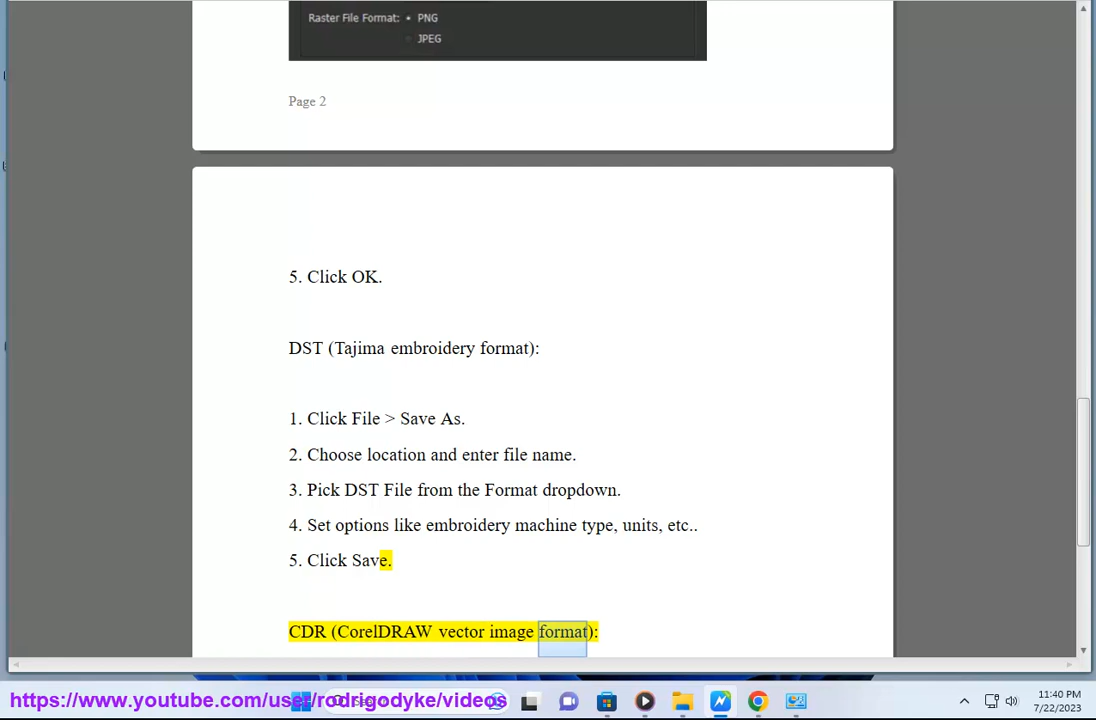 Raster File Format: • PNG
JPEG
Page 2
5. Click OK.
DST (Tajima embroidery format):
1. Click File > Save As.
2. Choose location and enter file name.
3. Pick DST File from the Format dropdown.
4. Set options like embroidery machine type, units, etc..
5. Click Save.
CDR (CorelDRAW vector image format):
https://www.youtube.com/user/rodrigodyke/videos
11:40 PM
7/22/2023